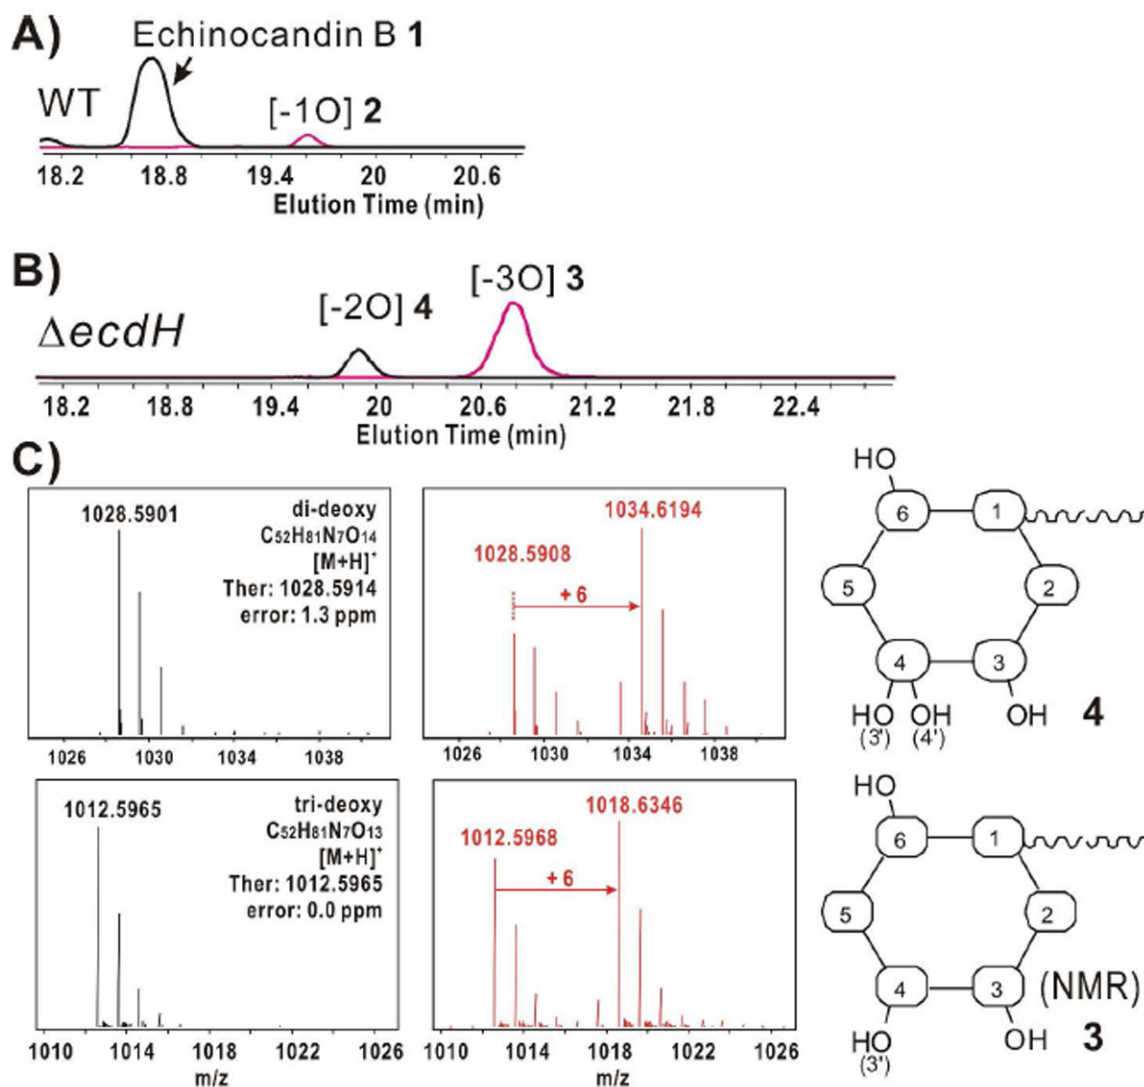 A)
Echinocandin B 1
WT
[-1O] 2
18.2 18.8 19.4 20 20.6
Elution Time (min)
B)
[-2O] 4
[-3O] 3
ΔecdH
18.2 18.8 19.4 20 20.6 21.2 21.8 22.4
Elution Time (min)
C)
1028.5901
di-deoxy
C₅₂H₈₁N₇O₁₄
[M+H]⁺
Ther: 1028.5914
error: 1.3 ppm
1026 1030 1034 1038
1034.6194
1028.5908
+ 6
1026 1030 1034 1038
HO
6 1
5 2
4 3
HO OH OH
(3') (4')
4
1012.5965
tri-deoxy
C₅₂H₈₁N₇O₁₃
[M+H]⁺
Ther: 1012.5965
error: 0.0 ppm
1010 1014 1018 1022 1026
m/z
1018.6346
1012.5968
+ 6
1010 1014 1018 1022 1026
m/z
HO
6 1
5 2
4 3 (NMR)
HO OH
(3')
3